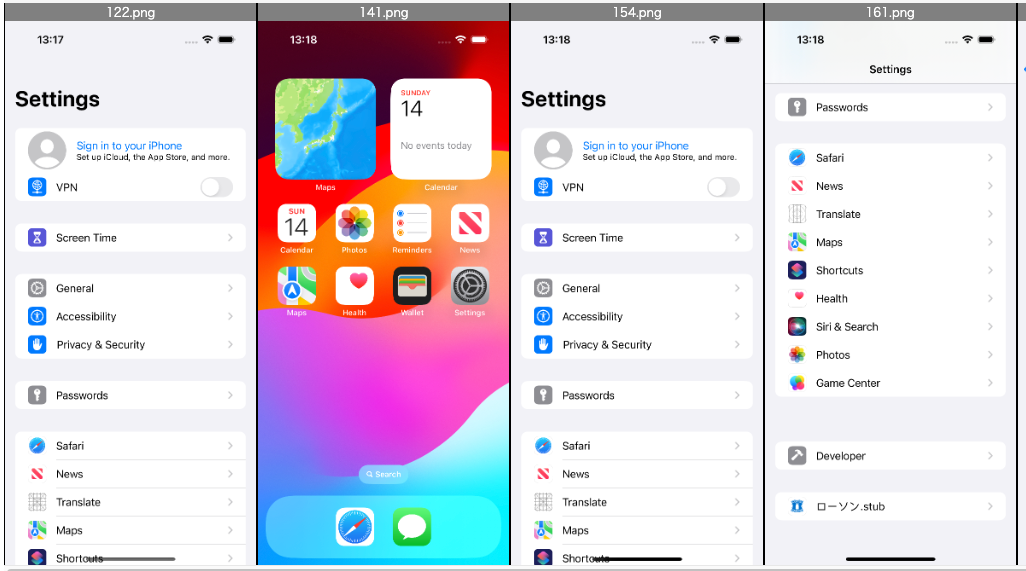 122.png
13:17
Settings
Sign in to your iPhone
Set up iCloud, the App Store, and more.
VPN
Screen Time
General
Accessibility
Privacy & Security
Passwords
Safari
News
Translate
Maps
Shortcuts
141.png
13:18
SUNDAY
14
No events today
Maps
Calendar
SUN
14
Calendar
Photos
Reminders
News
Maps
Health
Wallet
Settings
Search
154.png
13:18
Settings
Sign in to your iPhone
Set up iCloud, the App Store, and more.
VPN
Screen Time
General
Accessibility
Privacy & Security
Passwords
Safari
News
Translate
Maps
Shortcuts
161.png
13:18
Settings
Passwords
Safari
News
Translate
Maps
Shortcuts
Health
Siri & Search
Photos
Game Center
Developer
ローソン.stub